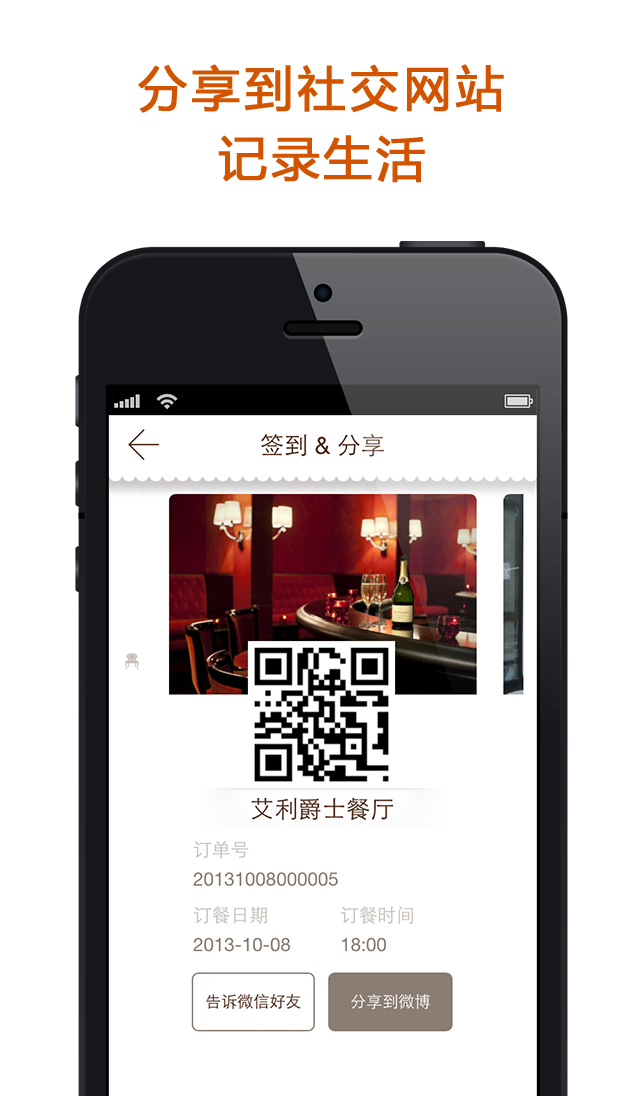 分享到社交网站
记录生活
签到 & 分享
艾利爵士餐厅
订单号
20131008000005
订餐日期 订餐时间
2013-10-08 18:00
告诉微信好友 分享到微博